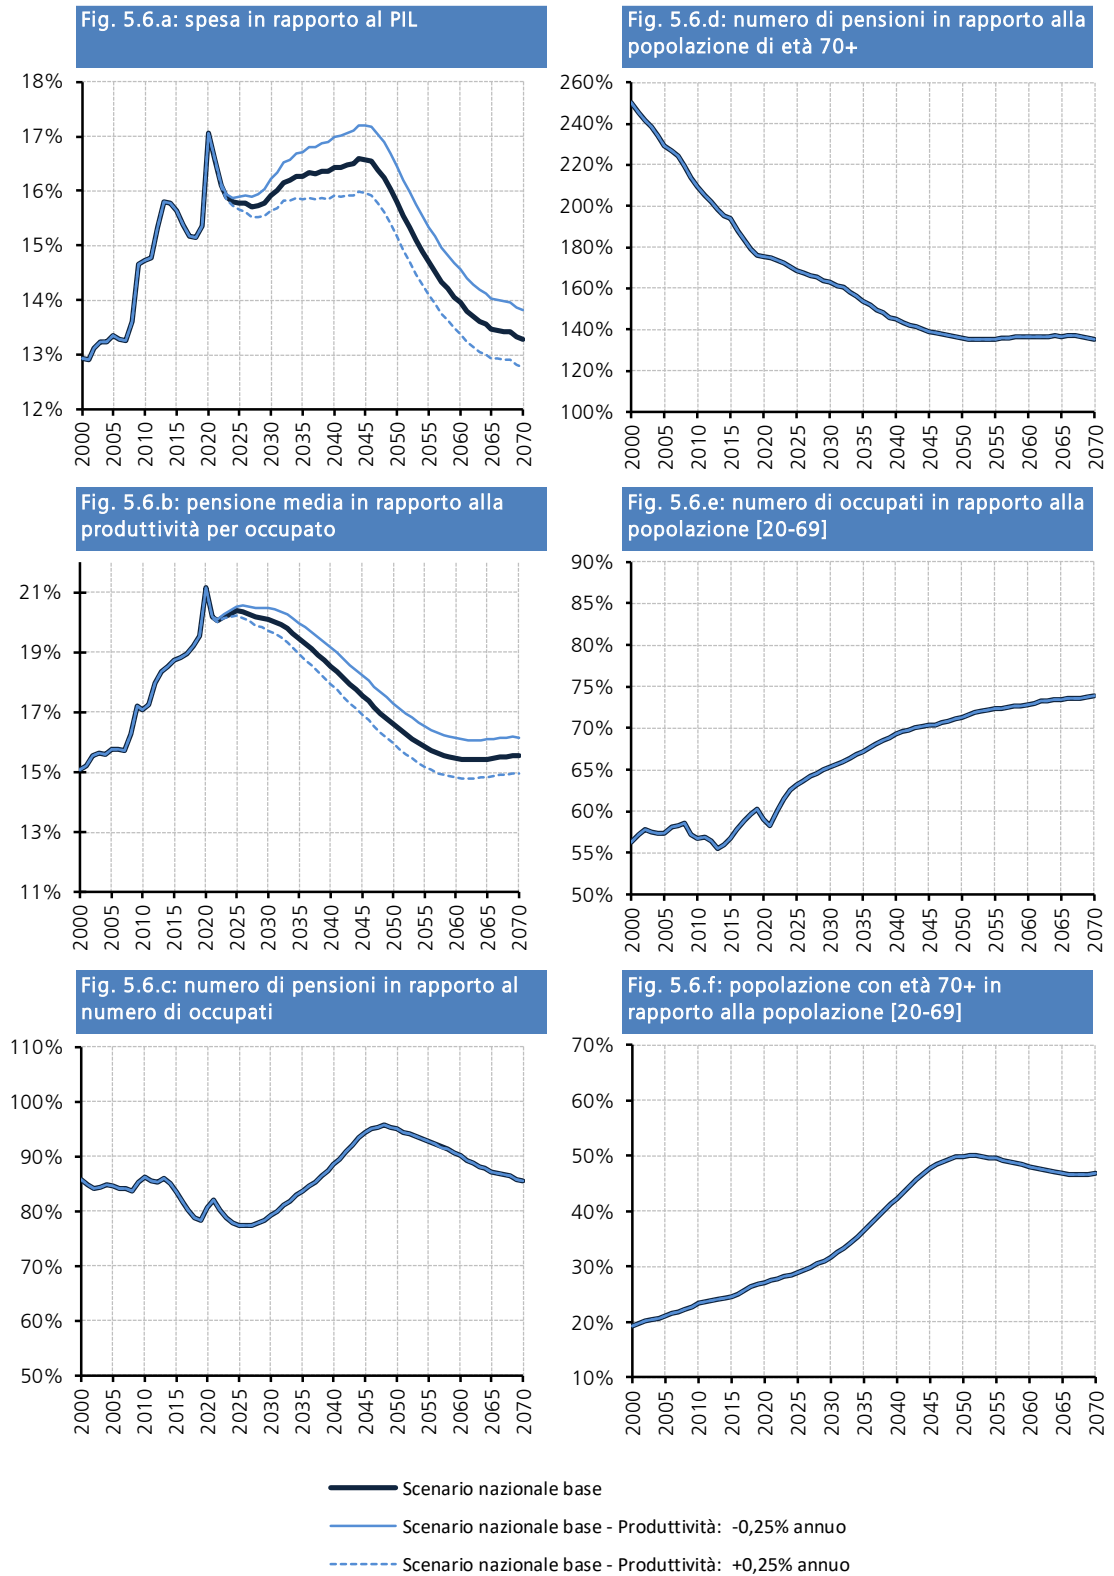 Fig. 5.6.a: spesa in rapporto al PIL
18%
17%
16%
15%
14%
13%
12%
2000 2005 2010 2015 2020 2025 2030 2035 2040 2045 2050 2055 2060 2065 2070
Fig. 5.6.d: numero di pensioni in rapporto alla
popolazione di età 70+
260%
240%
220%
200%
180%
160%
140%
120%
100%
2000 2005 2010 2015 2020 2025 2030 2035 2040 2045 2050 2055 2060 2065 2070
Fig. 5.6.b: pensione media in rapporto alla
produttività per occupato
21%
19%
17%
15%
13%
11%
2000 2005 2010 2015 2020 2025 2030 2035 2040 2045 2050 2055 2060 2065 2070
Fig. 5.6.e: numero di occupati in rapporto alla
popolazione [20-69]
90%
85%
80%
75%
70%
65%
60%
55%
50%
2000 2005 2010 2015 2020 2025 2030 2035 2040 2045 2050 2055 2060 2065 2070
Fig. 5.6.c: numero di pensioni in rapporto al
numero di occupati
110%
100%
90%
80%
70%
60%
50%
2000 2005 2010 2015 2020 2025 2030 2035 2040 2045 2050 2055 2060 2065 2070
Fig. 5.6.f: popolazione con età 70+ in
rapporto alla popolazione [20-69]
70%
60%
50%
40%
30%
20%
10%
2000 2005 2010 2015 2020 2025 2030 2035 2040 2045 2050 2055 2060 2065 2070
Scenario nazionale base
Scenario nazionale base - Produttività: -0,25% annuo
Scenario nazionale base - Produttività: +0,25% annuo